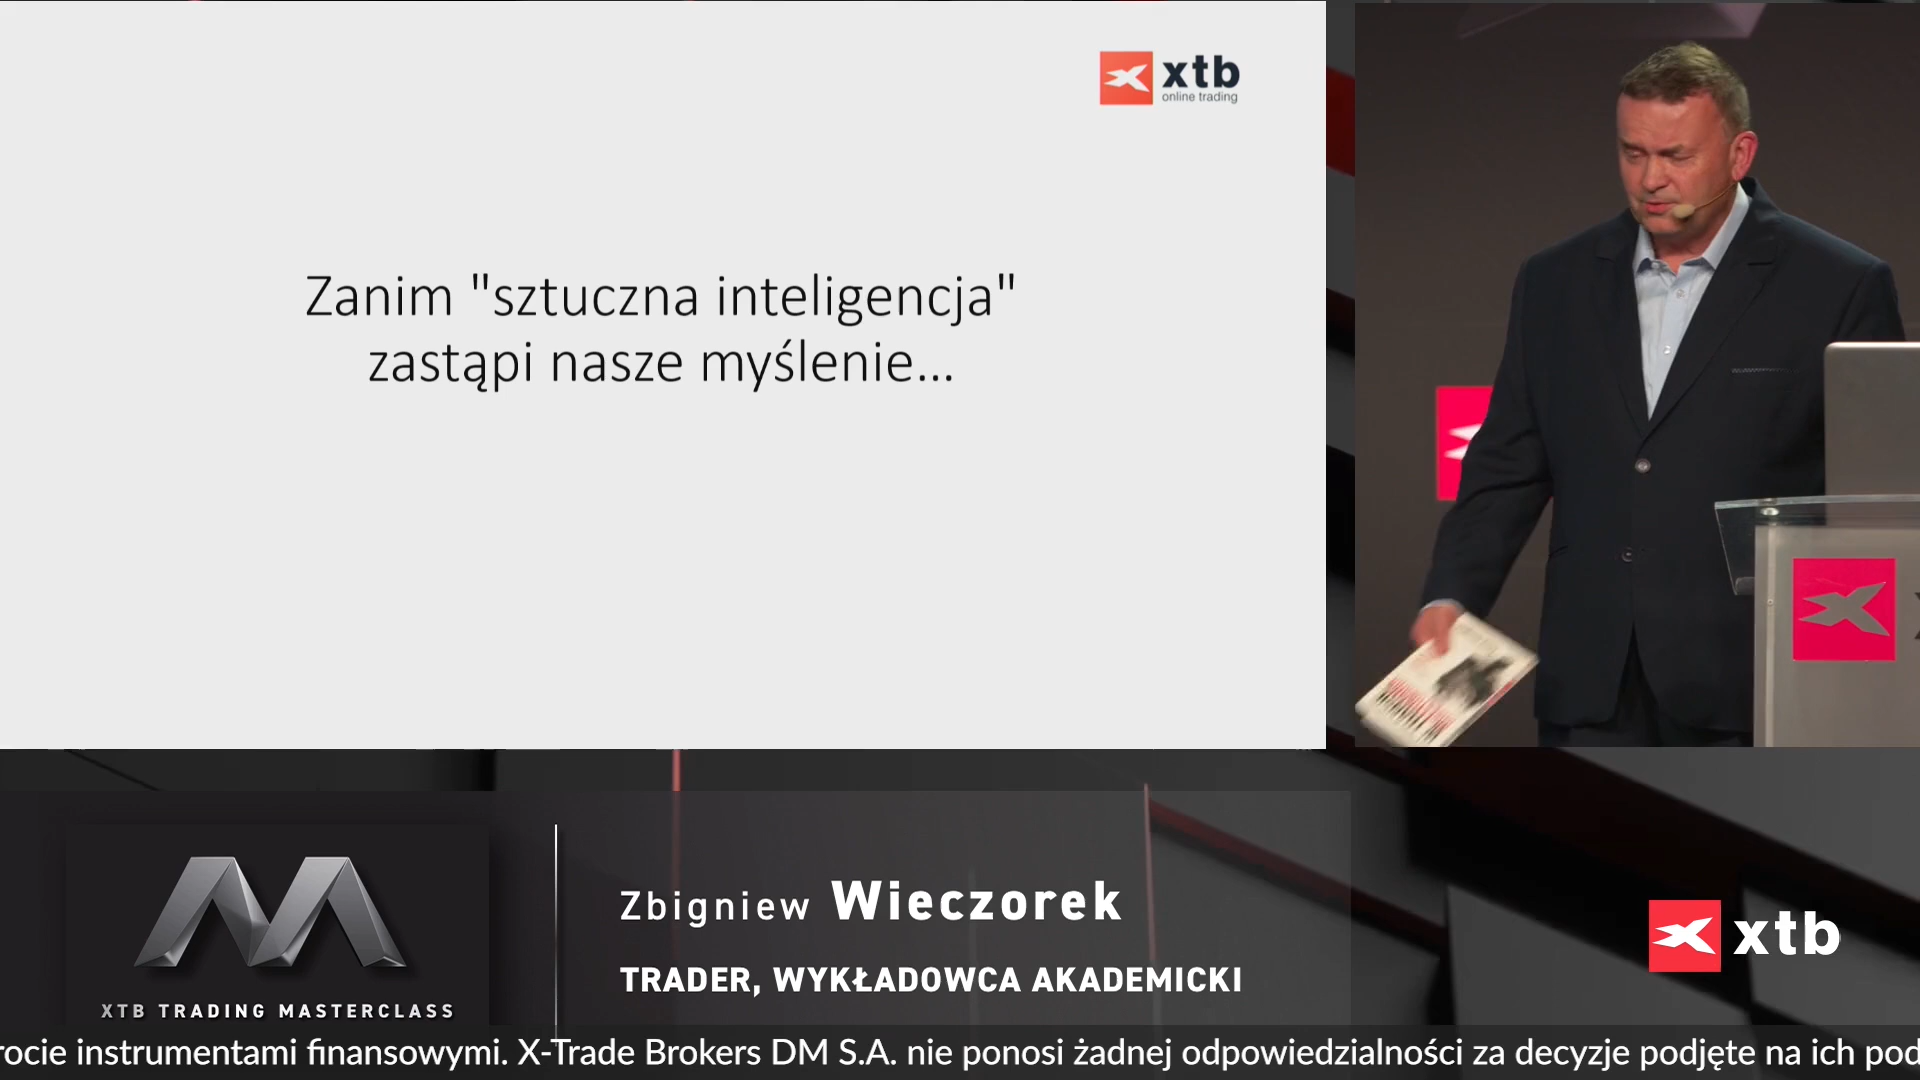 xtb
online trading
Zanim "sztuczna inteligencja"
zastąpi nasze myślenie...
Zbigniew Wieczorek
TRADER, WYKŁADOWCA AKADEMICKI
XTB TRADING MASTERCLASS
xtb
rocie instrumentami finansowymi. X-Trade Brokers DM S.A. nie ponosi żadnej odpowiedzialności za decyzje podjęte na ich pod